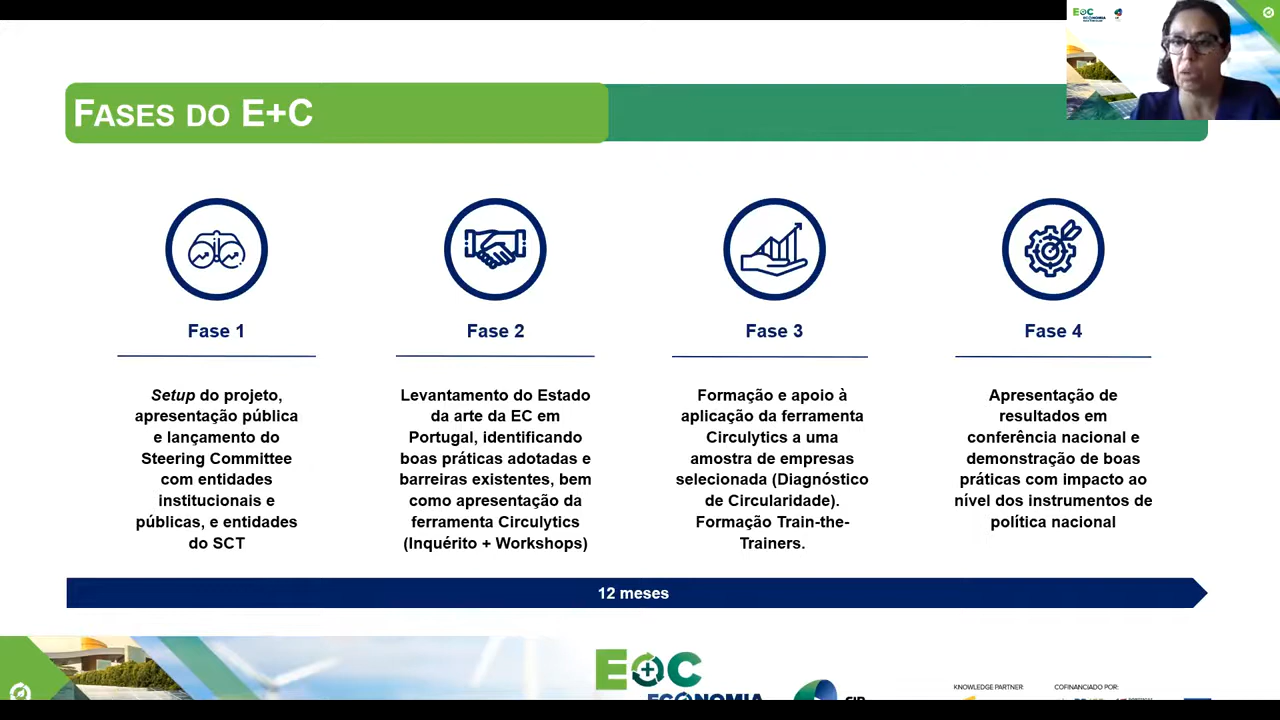 FASES DO E+C
Fase 1
Setup do projeto,
apresentação pública
e lançamento do
Steering Committee
com entidades
institucionais e
públicas, e entidades
do SCT
Fase 2
Levantamento do Estado
da arte da EC em
Portugal, identificando
boas práticas adotadas e
barreiras existentes, bem
como apresentação da
ferramenta Circulytics
(Inquérito + Workshops)
Fase 3
Formação e apoio à
aplicação da ferramenta
Circulytics a uma
amostra de empresas
selecionada (Diagnóstico
de Circularidade).
Formação Train-the-
Trainers.
Fase 4
Apresentação de
resultados em
conferência nacional e
demonstração de boas
práticas com impacto ao
nível dos instrumentos de
política nacional
12 meses
E+C
ECONOMIA
CIP
KNOWLEDGE PARTNER:
COFINANCIADO POR: